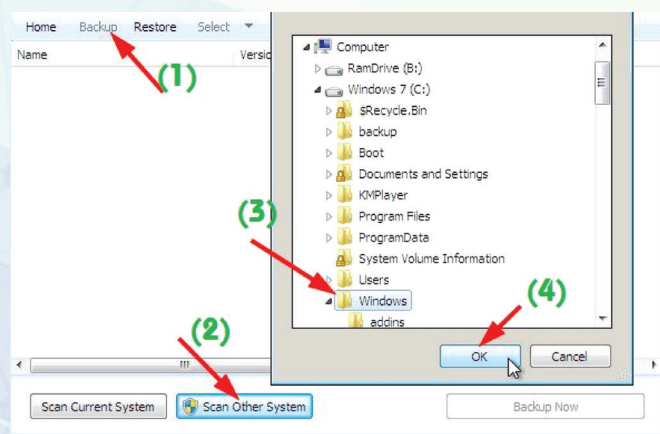 Home Backup Restore Select
Name Versio
(1)
Computer
RamDrive (B:)
Windows 7 (C:)
$Recycle.Bin
backup
Boot
Documents and Settings
KMPlayer
Program Files
(3)
ProgramData
System Volume Information
Users
Windows
(4)
addins
(2)
OK Cancel
Scan Current System Scan Other System Backup Now